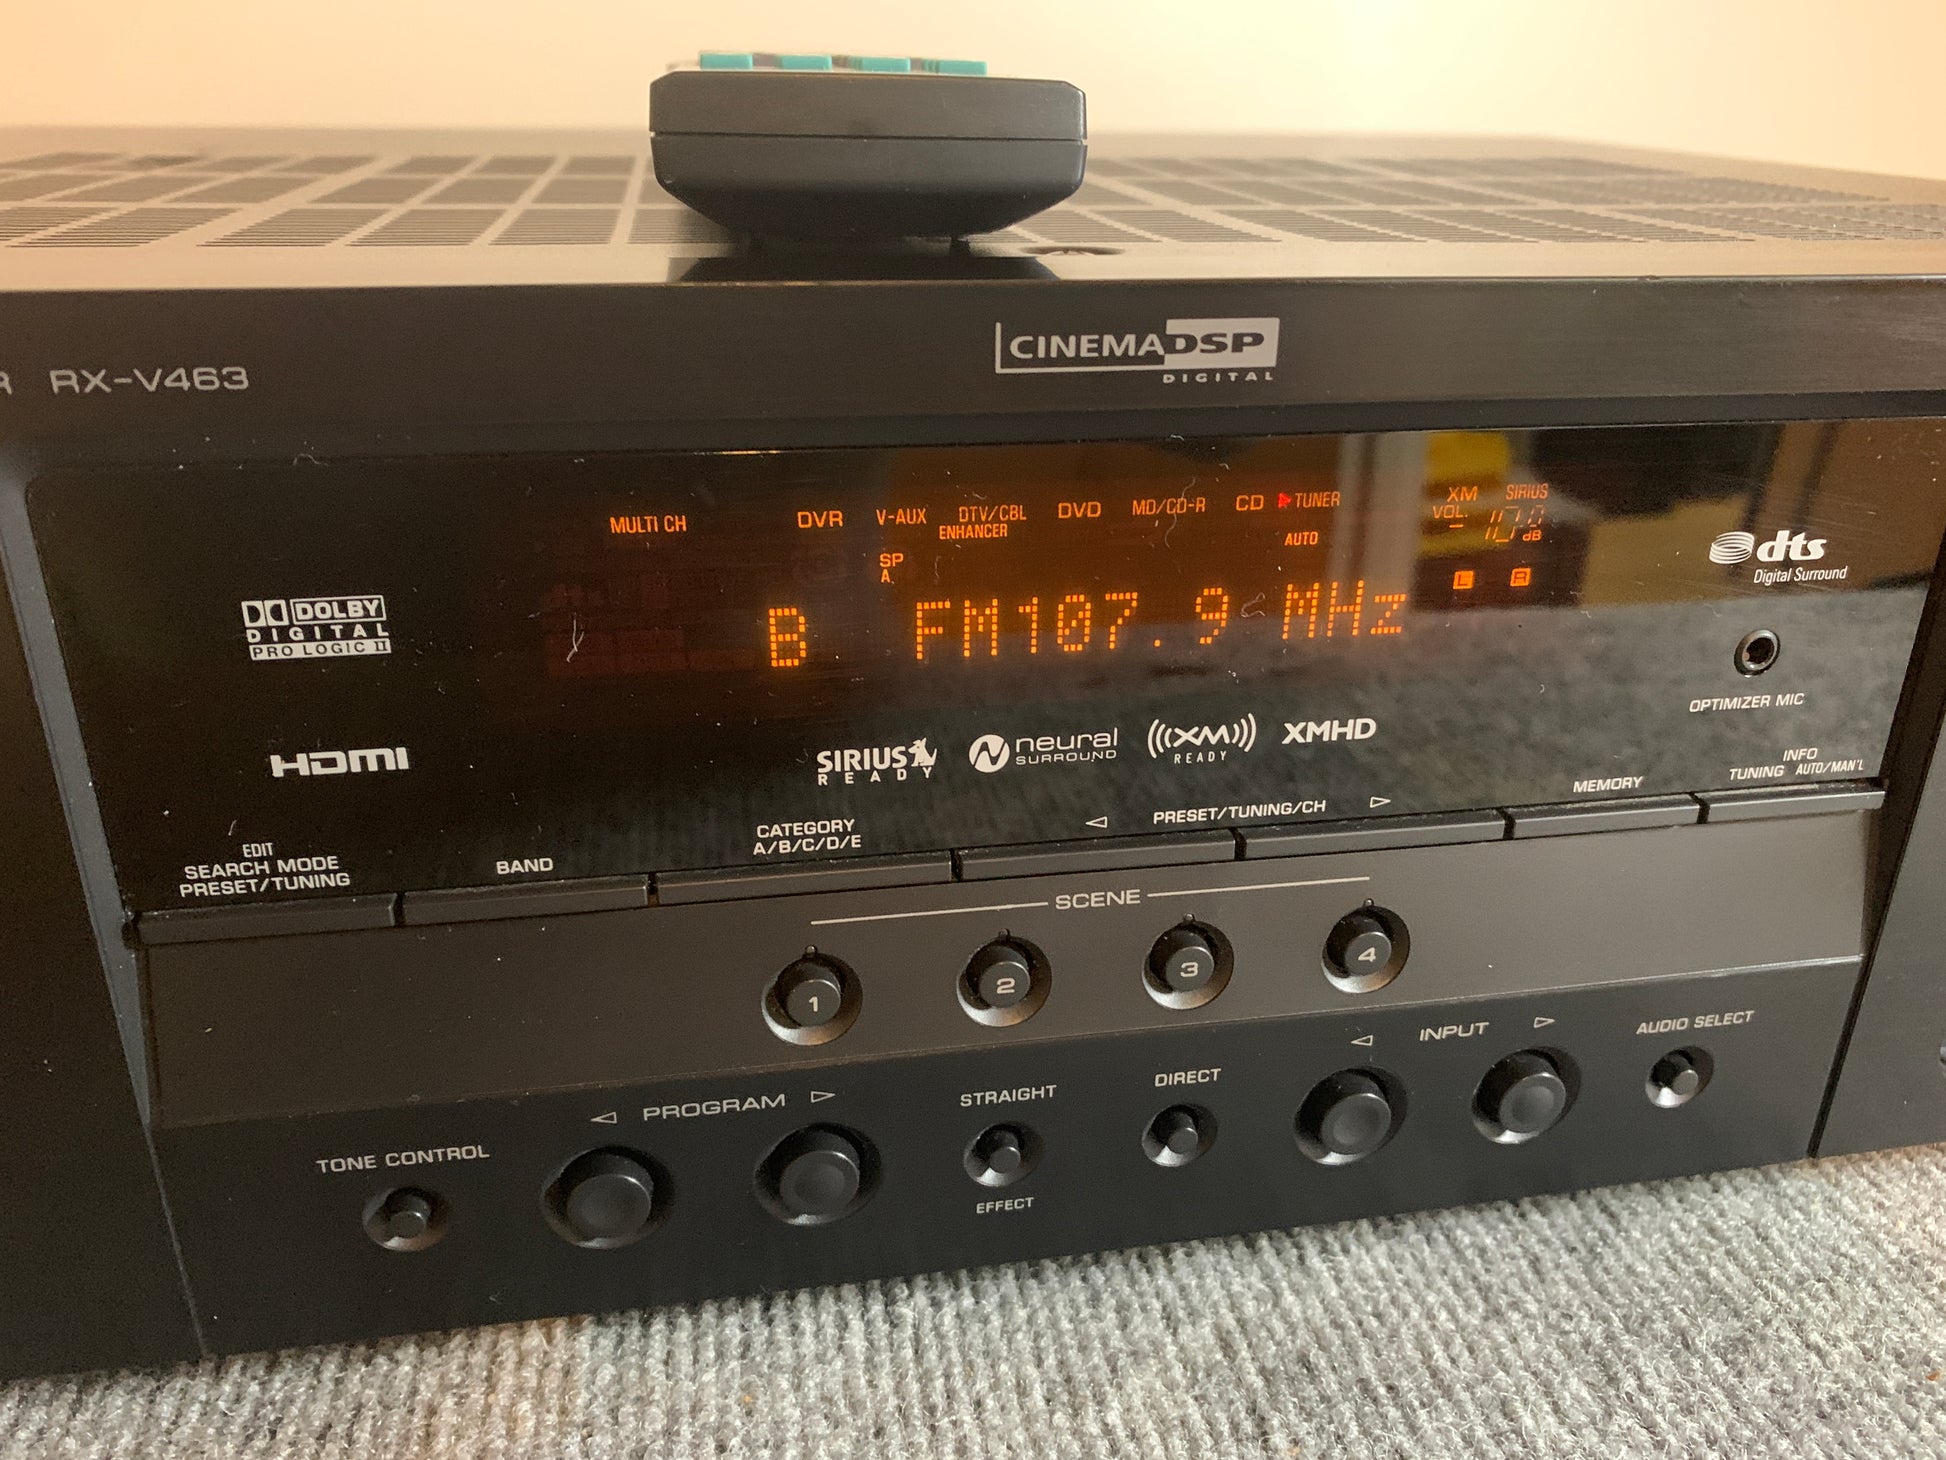 RX-V463
CINEMA DSP
DIGITAL
MULTI CH DVR V-AUX DTV/CBL DVD MD/CD-R CD TUNER XM SIRIUS
ENHANCER AUTO VOL.
dB
SP
A L R
B FM107.9 MHz
dts
Digital Surround
DOLBY
DIGITAL
PRO LOGIC II
OPTIMIZER MIC
HDMI
SIRIUS
READY
neural
SURROUND
XM
READY
XMHD
EDIT
SEARCH MODE
PRESET/TUNING
BAND
CATEGORY
A/B/C/D/E
PRESET/TUNING/CH
MEMORY
INFO
TUNING AUTO/MAN'L
SCENE
1 2 3 4
TONE CONTROL
PROGRAM
STRAIGHT
EFFECT
DIRECT
INPUT
AUDIO SELECT